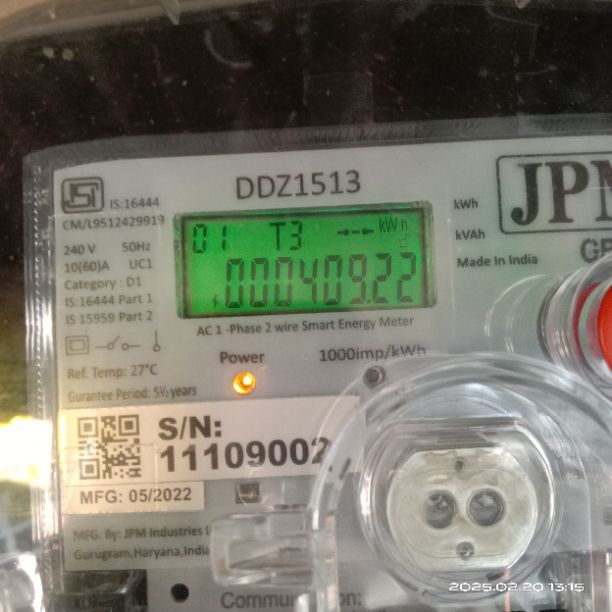 IS:16444
CM/L9512429919
DDZ1513
JPM
kWh
kVAh
Made In India
240 V 50Hz
10(60)A UC1
Category : D1
IS:16444 Part 1
IS 15959 Part 2
01 T3 kWh
000409.22
AC 1 -Phase 2 wire Smart Energy Meter
Power
1000imp/kWh
Ref. Temp: 27°C
Gurantee Period: 5½ years
S/N:
11109002
MFG: 05/2022
MFG. By: JPM Industries
Gurugram,Haryana,India
2025.02.20 13:15